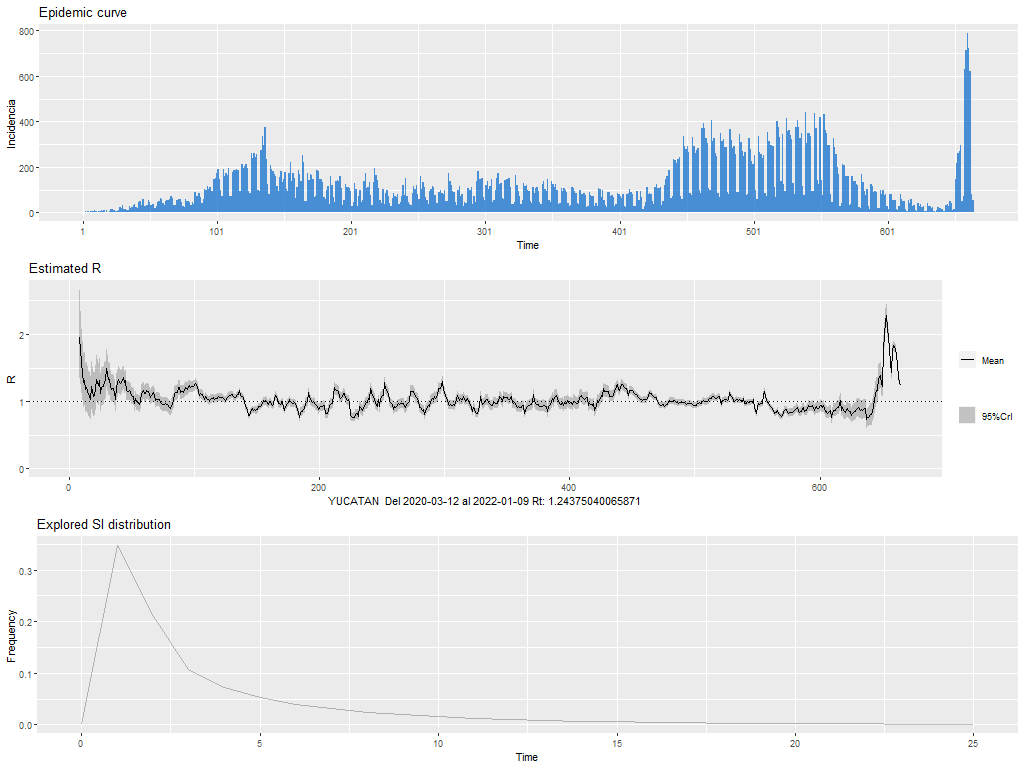 Epidemic curve
Incidencia
800
600
400
200
0
1
101
201
301
401
501
601
Time
Estimated R
R
2
1
0
0
200
400
600
YUCATAN Del 2020-03-12 al 2022-01-09 Rt: 1.24375040065871
Mean
95%CrI
Explored SI distribution
Frequency
0.3
0.2
0.1
0.0
0
5
10
15
20
25
Time